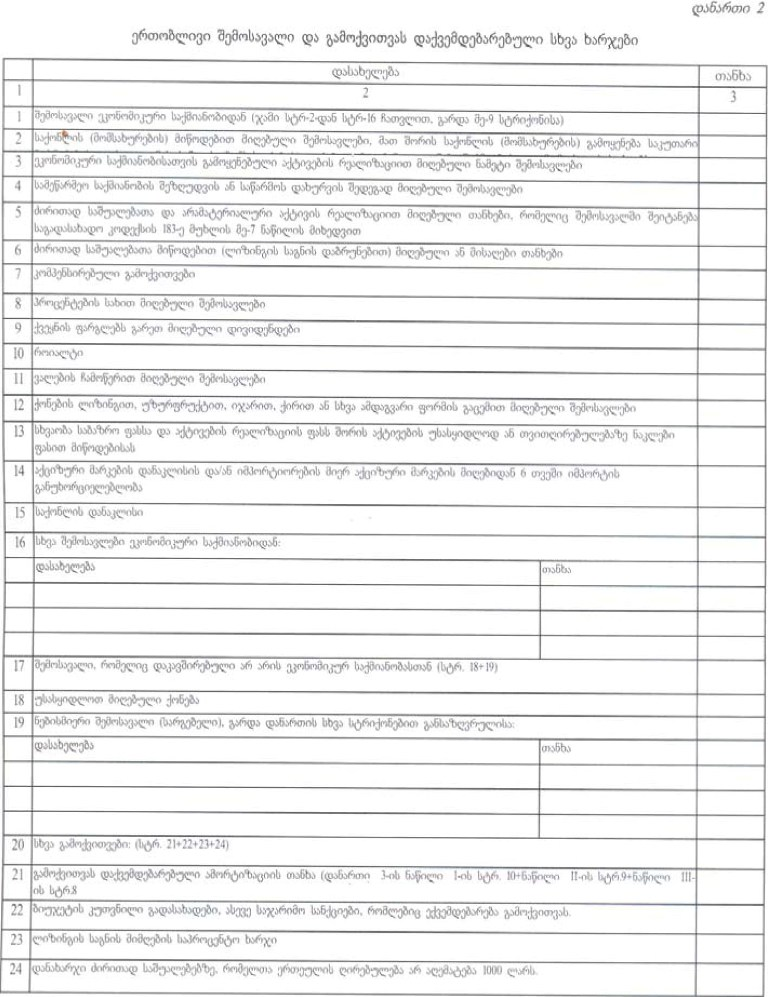 დანართი 2
ერთობლივი შემოსავალი და გამოქვითვას დაქვემდებარებული სხვა ხარჯები
დასახელება თანხა
1 2 3
1 შემოსავალი ეკონომიკური საქმიანობიდან (ჯამი სტრ-2-დან სტრ-16 ჩათვლით, გარდა მე-9 სტრიქონისა)
2 საქონლის (მომსახურების) მიწოდებით მიღებული შემოსავლები, მათ შორის საქონლის (მომსახურების) გამოყენება საკუთარი
3 ეკონომიკური საქმიანობისათვის გამოყენებული აქტივების რეალიზაციით მიღებული ნამეტი შემოსავლები
4 სამეწარმეო საქმიანობის შეზღუდვის ან საწარმოს დახურვის შედეგად მიღებული შემოსავლები
5 ძირითად საშუალებათა და არამატერიალური აქტივის რეალიზაციით მიღებული თანხები, რომელიც შემოსავალში შეიტანება
საგადასახადო კოდექსის 183-ე მუხლის მე-7 ნაწილის მიხედვით
6 ძირითად საშუალებათა მიწოდებით (ლიზინგის საგნის დაბრუნებით) მიღებული ან მისაღები თანხები
7 კომპენსირებული გამოქვითვები
8 პროცენტების სახით მიღებული შემოსავლები
9 ქვეყნის ფარგლებს გარეთ მიღებული დივიდენდები
10 როიალტი
11 ვალების ჩამოწერით მიღებული შემოსავლები
12 ქონების ლიზინგით, უზურფრუქტით, იჯარით, ქირით ან სხვა ამდაგვარი ფორმის გაცემით მიღებული შემოსავლები
13 სხვაობა საბაზრო ფასსა და აქტივების რეალიზაციის ფასს შორის აქტივების უსასყიდლოდ ან თვითღირებულებაზე ნაკლები
ფასით მიწოდებისას
14 აქციზური მარკების დანაკლისის და/ან იმპორტიორების მიერ აქციზური მარკების მიღებიდან 6 თვეში იმპორტის
განუხორციელებლობა
15 საქონლის დანაკლისი
16 სხვა შემოსავლები ეკონომიკური საქმიანობიდან:
დასახელება თანხა
17 შემოსავალი, რომელიც დაკავშირებული არ არის ეკონომიკურ საქმიანობასთან (სტრ. 18+19)
18 უსასყიდლოთ მიღებული ქონება
19 ნებისმიერი შემოსავალი (სარგებელი), გარდა დანართის სხვა სტრიქონებით განსაზღვრულისა:
დასახელება თანხა
20 სხვა გამოქვითვები: (სტრ. 21+22+23+24)
21 გამოქვითვას დაქვემდებარებული ამორტიზაციის თანხა (დანართი 3-ის ნაწილი I-ის სტრ. 10+ნაწილი II-ის სტრ.9+ნაწილი III-
ის სტრ.8
22 ბიუჯეტის კუთვნილი გადასახადები, ასევე საჯარიმო სანქციები, რომლებიც ექვემდებარება გამოქვითვას.
23 ლიზინგის საგნის მიმღების საპროცენტო ხარჯი
24 დანახარჯი ძირითად საშუალებებზე, რომელთა ერთეულის ღირებულება არ აღემატება 1000 ლარს.